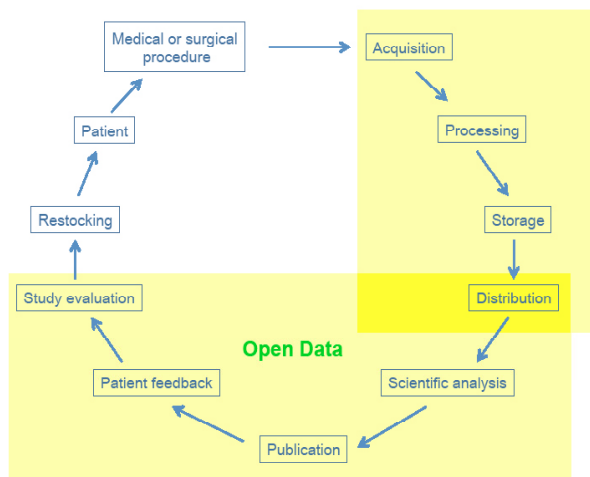 Medical or surgical
procedure
Acquisition
Processing
Storage
Distribution
Scientific analysis
Publication
Patient feedback
Study evaluation
Restocking
Patient
Open Data